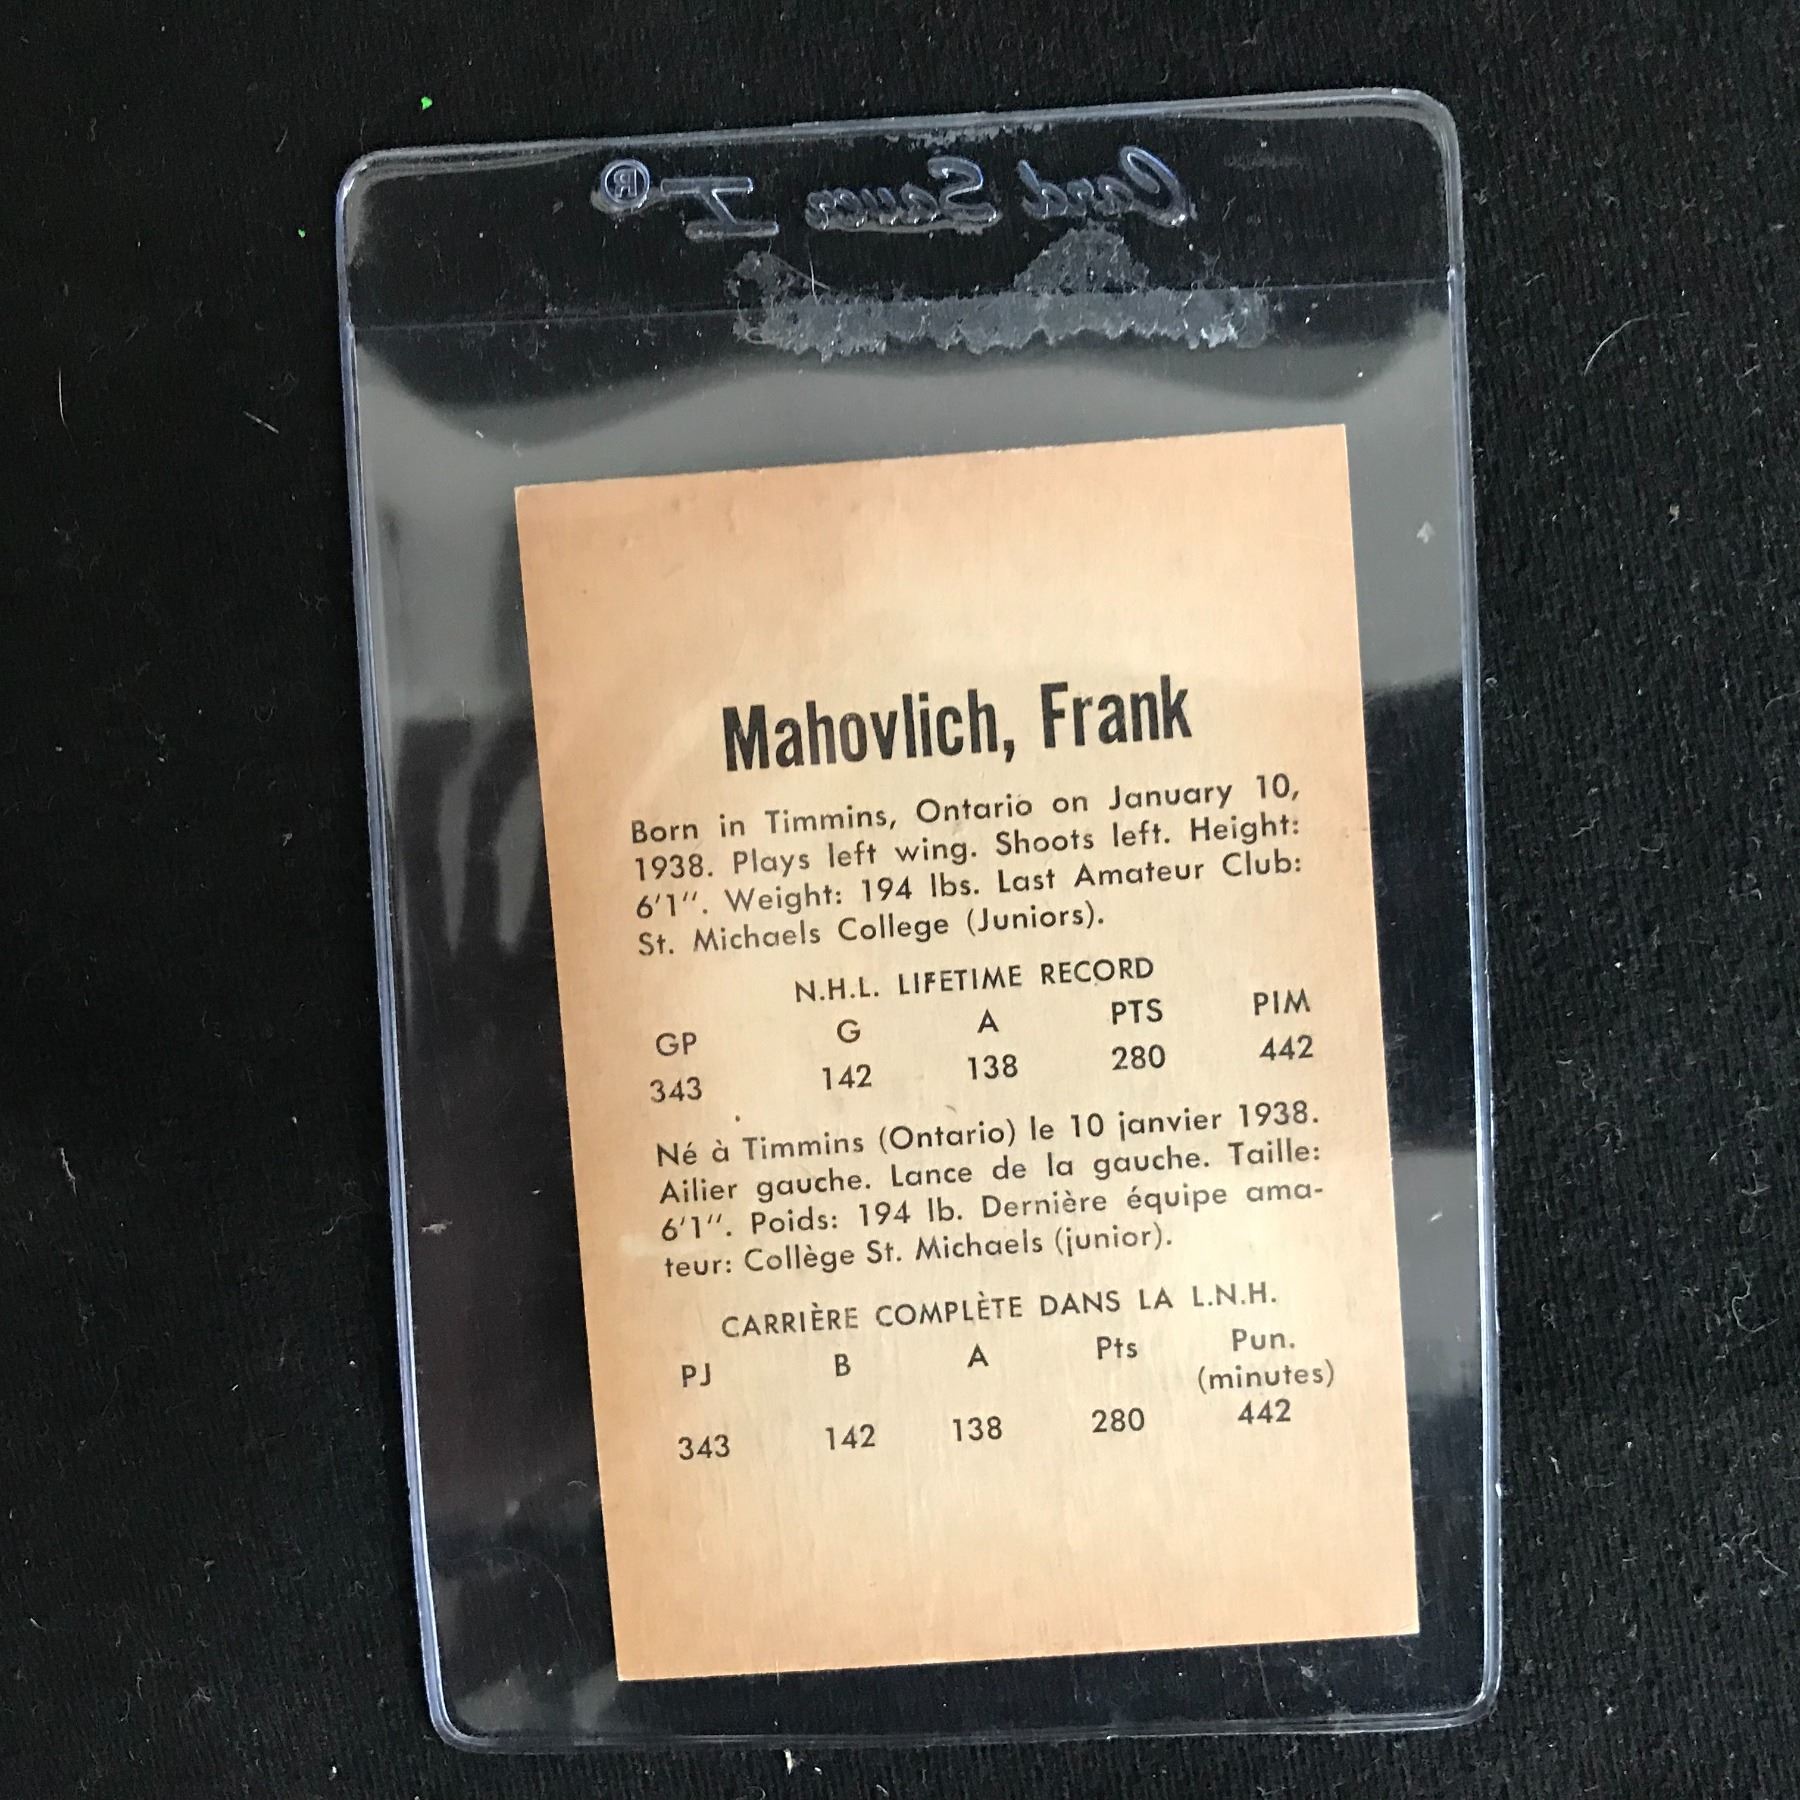 Card Saver I®
Mahovlich, Frank
Born in Timmins, Ontario on January 10,
1938. Plays left wing. Shoots left. Height:
6'1". Weight: 194 lbs. Last Amateur Club:
St. Michaels College (Juniors).
N.H.L. LIFETIME RECORD
GP G A PTS PIM
343 142 138 280 442
Né à Timmins (Ontario) le 10 janvier 1938.
Ailier gauche. Lance de la gauche. Taille:
6'1". Poids: 194 lb. Dernière équipe ama-
teur: Collège St. Michaels (junior).
CARRIÈRE COMPLÈTE DANS LA L.N.H.
PJ B A Pts Pun.
(minutes)
343 142 138 280 442